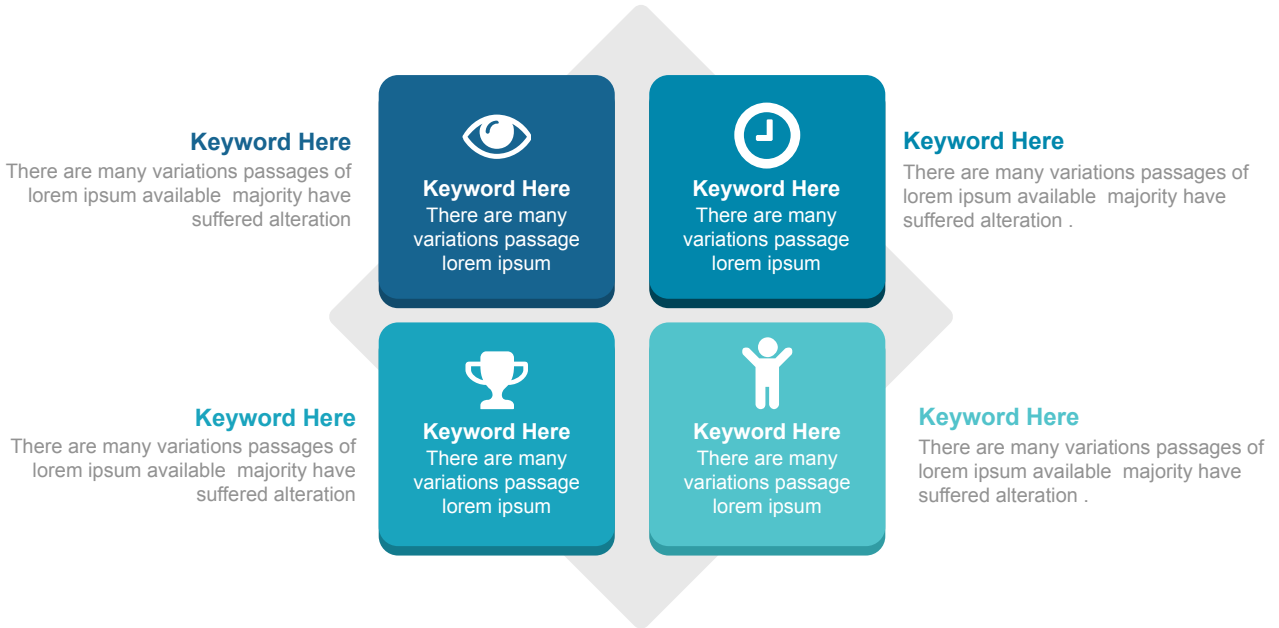 Keyword Here
There are many variations passages of
lorem ipsum available  majority have
suffered alteration
Keyword Here
There are many
variations passage
lorem ipsum
Keyword Here
There are many
variations passage
lorem ipsum
Keyword Here
There are many variations passages of
lorem ipsum available  majority have
suffered alteration .
Keyword Here
There are many variations passages of
lorem ipsum available  majority have
suffered alteration
Keyword Here
There are many
variations passage
lorem ipsum
Keyword Here
There are many
variations passage
lorem ipsum
Keyword Here
There are many variations passages of
lorem ipsum available  majority have
suffered alteration .